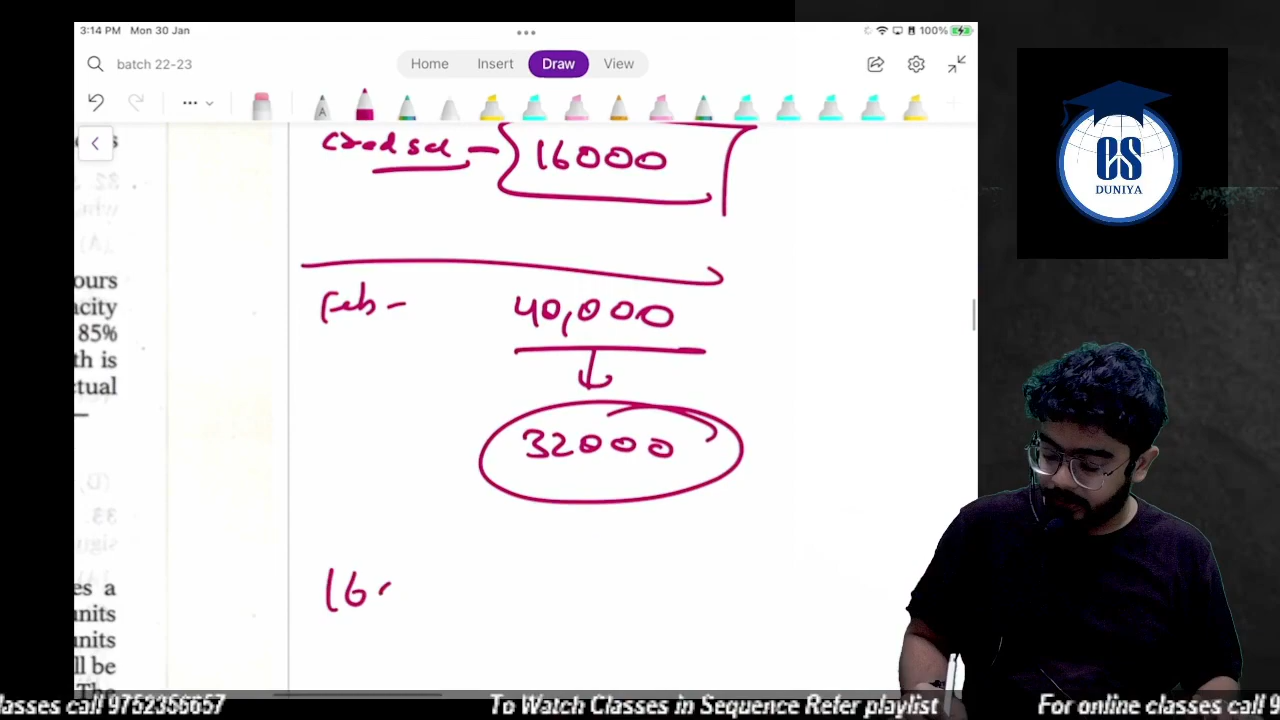 3:14 PM Mon 30 Jan
100%
batch 22-23
Home Insert Draw View
A
CS
DUNIYA
16000
Feb -
40,000
32000
ours
acity
85%
th is
ctual
16
es a
units
units
ll be
The
lasses call 9752356657 To Watch Classes in Sequence Refer playlist For online classes call 9